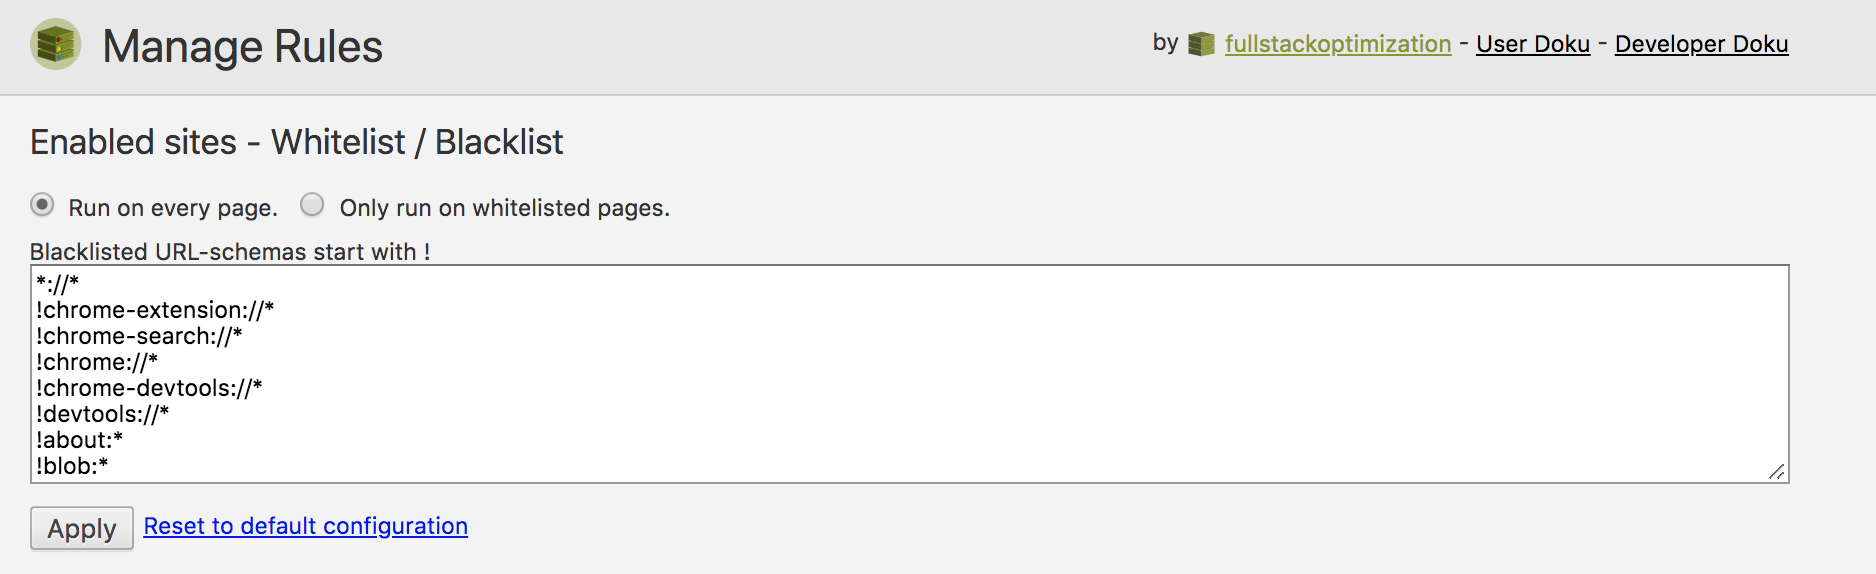 Manage Rules
by fullstackoptimization - User Doku - Developer Doku
Enabled sites - Whitelist / Blacklist
Run on every page. Only run on whitelisted pages.
Blacklisted URL-schemas start with !
*://*
!chrome-extension://*
!chrome-search://*
!chrome://*
!chrome-devtools://*
!devtools://*
!about:*
!blob:*
Apply Reset to default configuration